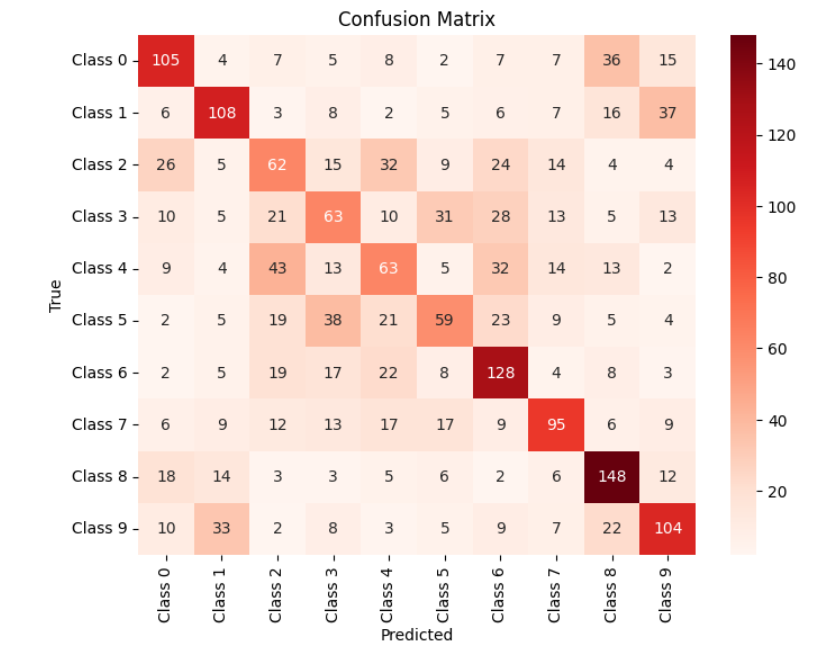 Confusion Matrix
Class 0 105 4 7 5 8 2 7 7 36 15
Class 1 6 108 3 8 2 5 6 7 16 37
Class 2 26 5 62 15 32 9 24 14 4 4
Class 3 10 5 21 63 10 31 28 13 5 13
Class 4 9 4 43 13 63 5 32 14 13 2
Class 5 2 5 19 38 21 59 23 9 5 4
Class 6 2 5 19 17 22 8 128 4 8 3
Class 7 6 9 12 13 17 17 9 95 6 9
Class 8 18 14 3 3 5 6 2 6 148 12
Class 9 10 33 2 8 3 5 9 7 22 104
True
Class 0 Class 1 Class 2 Class 3 Class 4 Class 5 Class 6 Class 7 Class 8 Class 9
Predicted
140
120
100
80
60
40
20